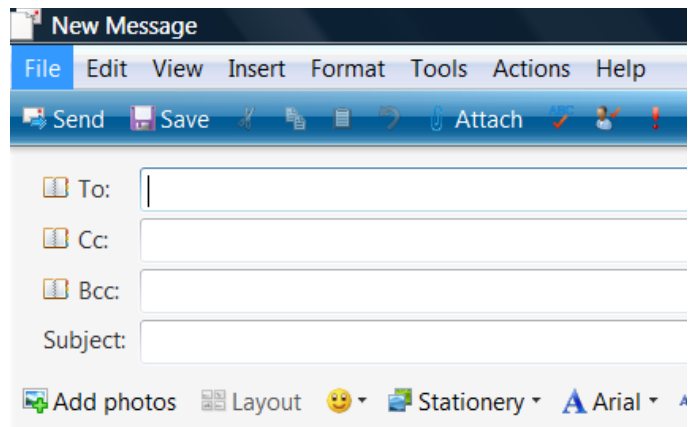 New Message
File Edit View Insert Format Tools Actions Help
Send Save Attach ABC
To:
Cc:
Bcc:
Subject:
Add photos Layout Stationery Arial A